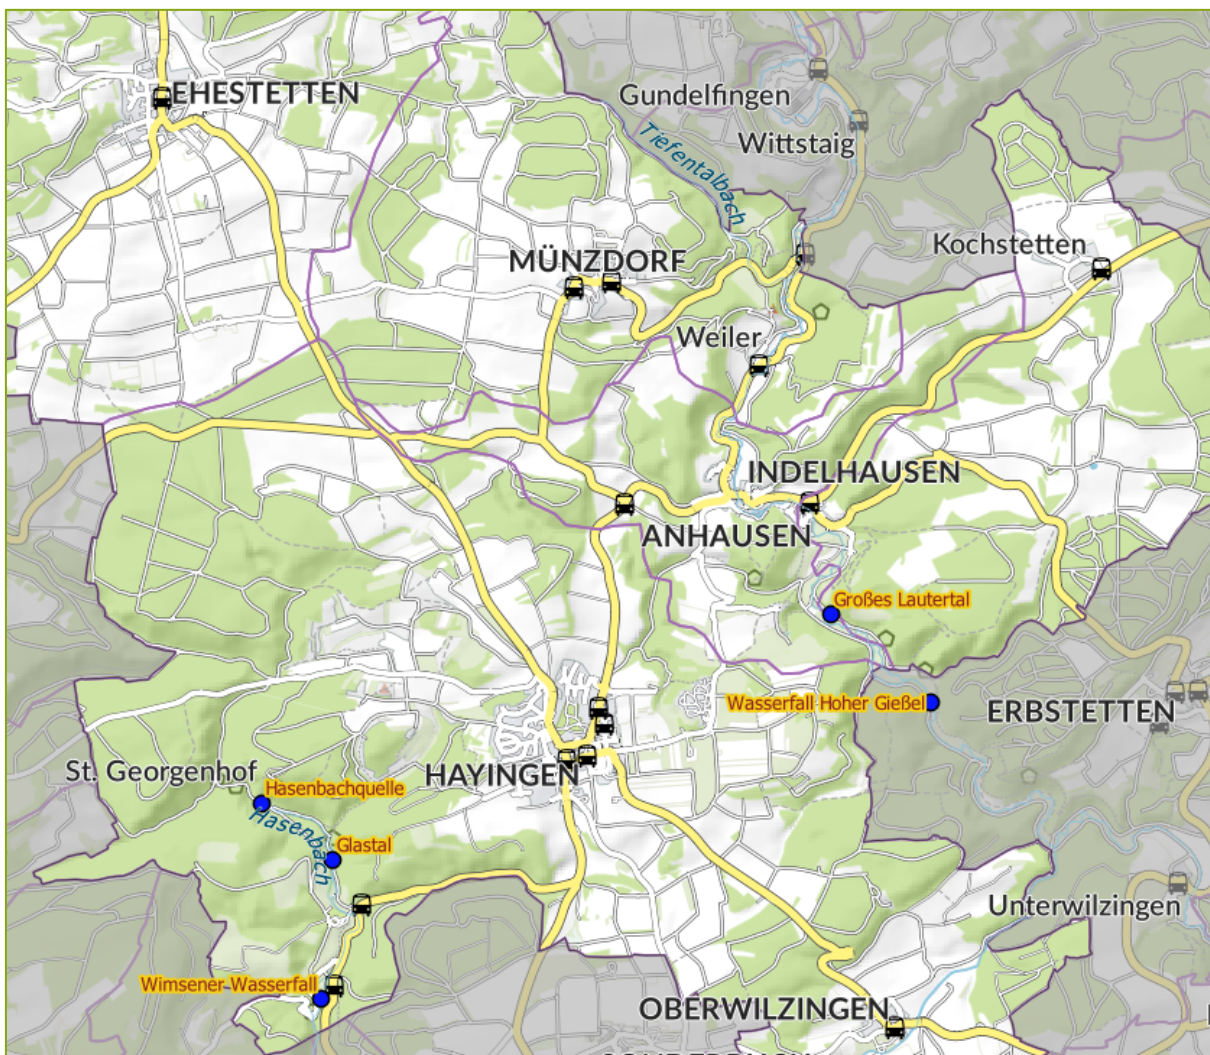 EHESTETTEN
Gundelfingen
Wittstaig
Tiefentalbach
Kochstetten
MÜNZDORF
Weiler
INDELHAUSEN
ANHAUSEN
Großes Lautertal
Wasserfall Hoher Gießel
ERBSTETTEN
St. Georgenhof
HAYINGEN
Hasenbachquelle
Hasenbach
Glastal
Unterwilzingen
Wimsener Wasserfall
OBERWILZINGEN